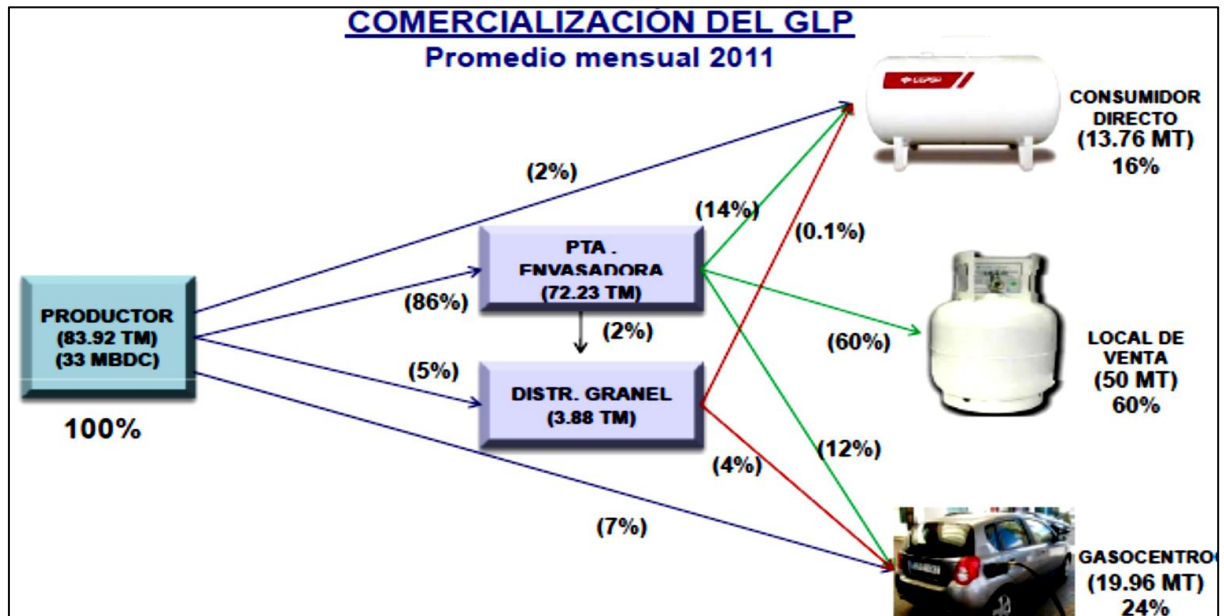 COMERCIALIZACIÓN DEL GLP
Promedio mensual 2011
CONSUMIDOR
DIRECTO
(13.76 MT)
16%
(2%)
(14%)
(0.1%)
PTA .
ENVASADORA
(72.23 TM)
(86%)
PRODUCTOR
(83.92 TM)
(33 MBDC)
100%
(2%)
(5%)
(60%)
LOCAL DE
VENTA
(50 MT)
60%
DISTR. GRANEL
(3.88 TM)
(4%)
(12%)
(7%)
GASOCENTRO
(19.96 MT)
24%